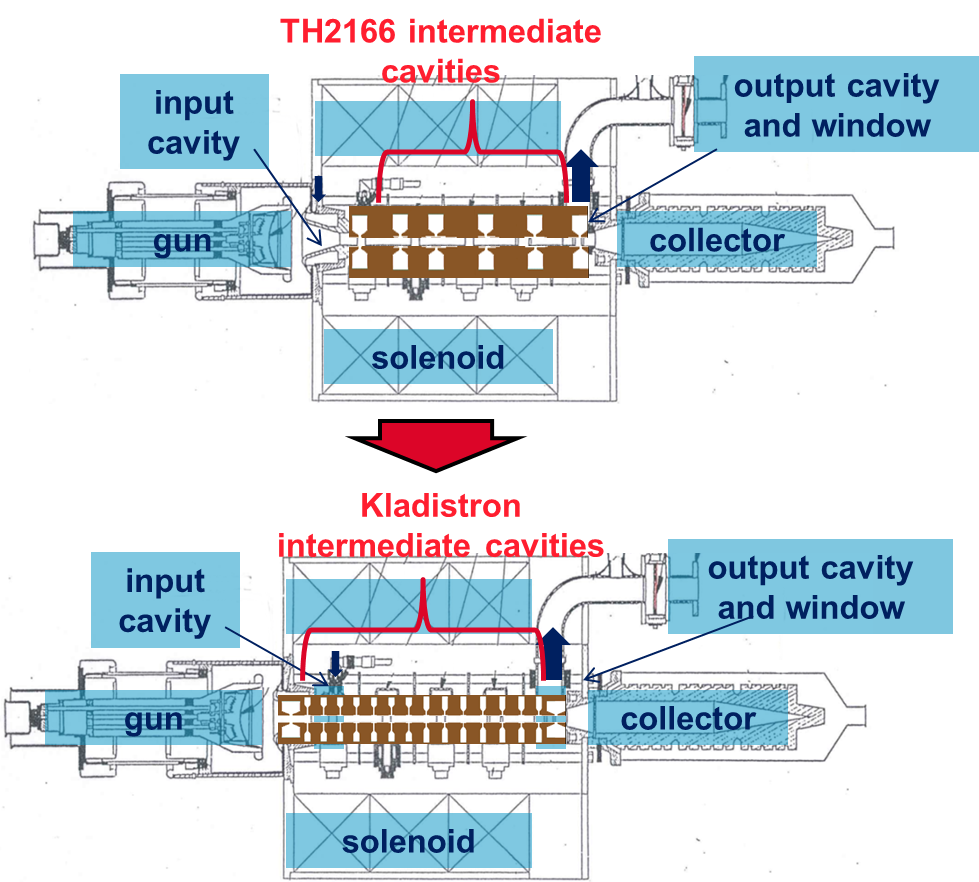 TH2166 intermediate
cavities
input
cavity
output cavity
and window
gun
collector
solenoid
Kladistron
intermediate cavities
input
cavity
output cavity
and window
gun
collector
solenoid